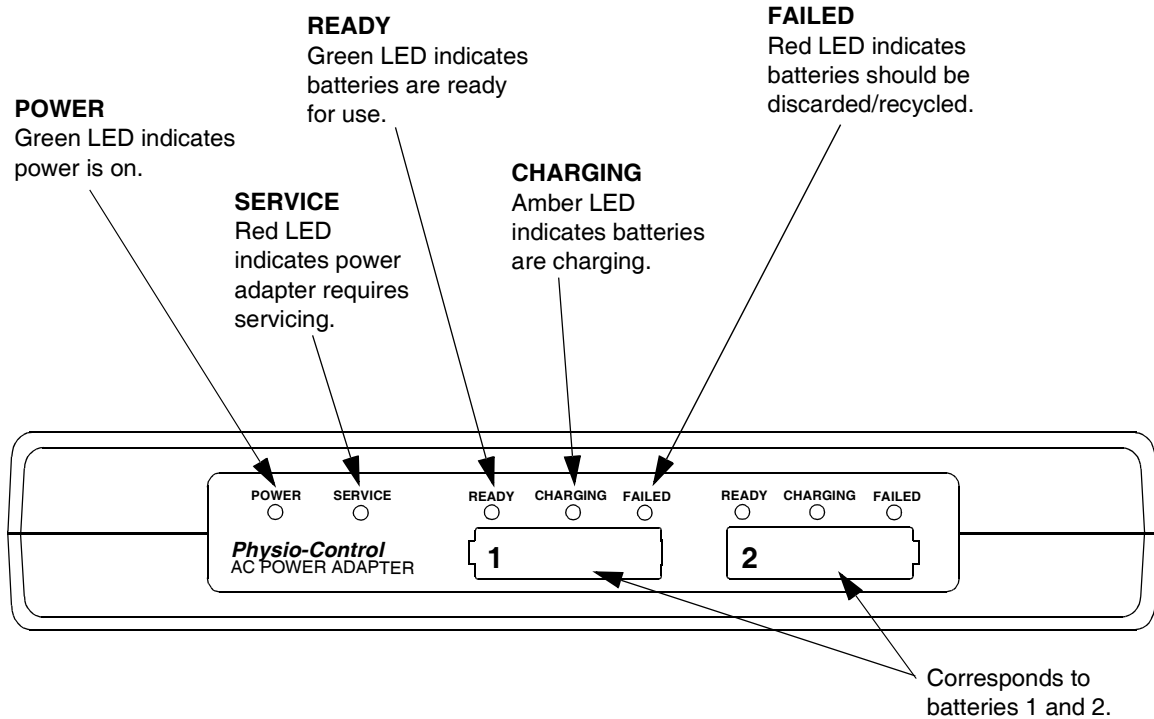 POWER
Green LED indicates
power is on.
SERVICE
Red LED
indicates power
adapter requires
servicing.
READY
Green LED indicates
batteries are ready
for use.
CHARGING
Amber LED
indicates batteries
are charging.
FAILED
Red LED indicates
batteries should be
discarded/recycled.
POWER SERVICE READY CHARGING FAILED READY CHARGING FAILED
Physio-Control
AC POWER ADAPTER
1
2
Corresponds to
batteries 1 and 2.